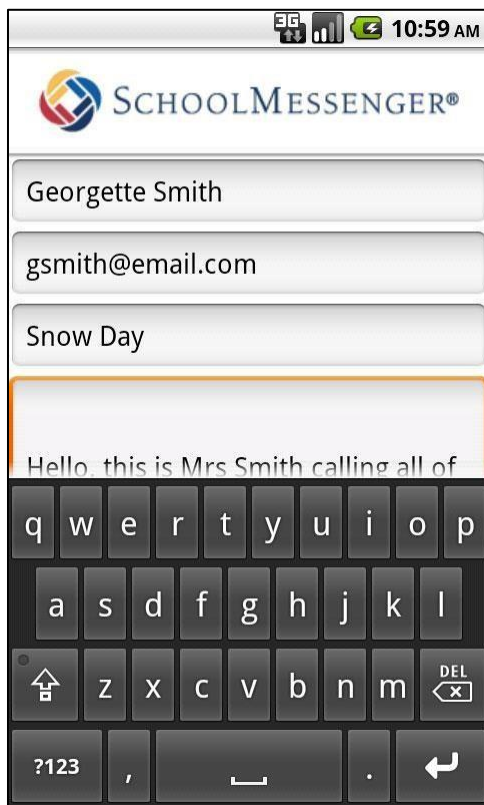 3G 10:59 AM
SCHOOLMESSENGER®
Georgette Smith
gsmith@email.com
Snow Day
Hello, this is Mrs Smith calling all of
q w e r t y u i o p
a s d f g h j k l
z x c v b n m DEL
?123 , .